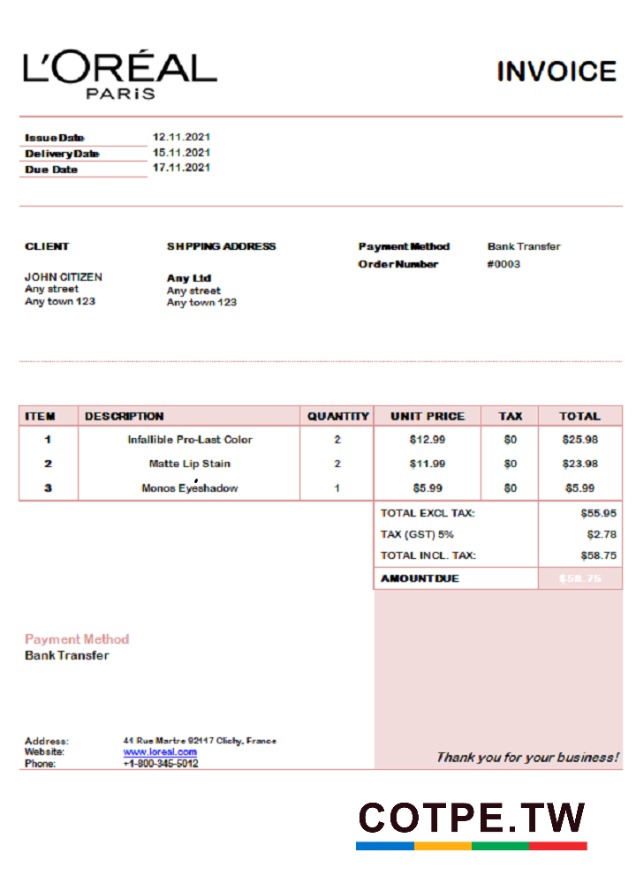 L'ORÉAL
PARiS
INVOICE
Issue Date 12.11.2021
Delivery Date 15.11.2021
Due Date 17.11.2021
CLIENT SHPPING ADDRESS Payment Method Bank Transfer
Order Number #0003
JOHN CITIZEN Any Ltd
Any street Any street
Any town 123 Any town 123
ITEM DESCRIPTION QUANTITY UNIT PRICE TAX TOTAL
1 Infallible Pro-Last Color 2 $12.99 $0 $25.98
2 Matte Lip Stain 2 $11.99 $0 $23.98
3 Monos Eyeshadow 1 $5.99 $0 $5.99
TOTAL EXCL TAX: $55.95
TAX (GST) 5% $2.78
TOTAL INCL. TAX: $58.75
AMOUNT DUE $58.75
Payment Method
Bank Transfer
Address: 41 Rue Martre 92117 Clichy, France
Website: www.loreal.com
Phone: +1-800-345-5012
Thank you for your business!
COTPE.TW